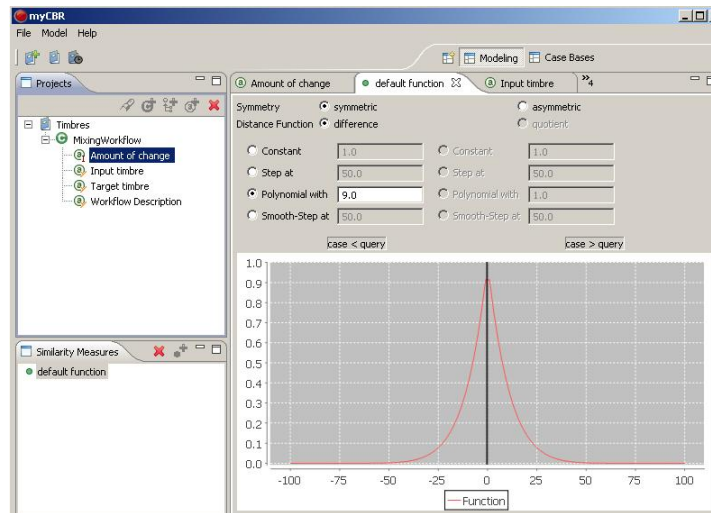 myCBR
File Model Help
Modeling Case Bases
Projects
Timbres
MixingWorkflow
Amount of change
Input timbre
Target timbre
Workflow Description
Similarity Measures
default function
Amount of change default function Input timbre »4
Symmetry symmetric asymmetric
Distance Function difference quotient
Constant 1.0 Constant 1.0
Step at 50.0 Step at 50.0
Polynomial with 9.0 Polynomial with 1.0
Smooth-Step at 50.0 Smooth-Step at 50.0
case < query case > query
1.0
0.9
0.8
0.7
0.6
0.5
0.4
0.3
0.2
0.1
0.0
-100 -75 -50 -25 0 25 50 75 100
Function